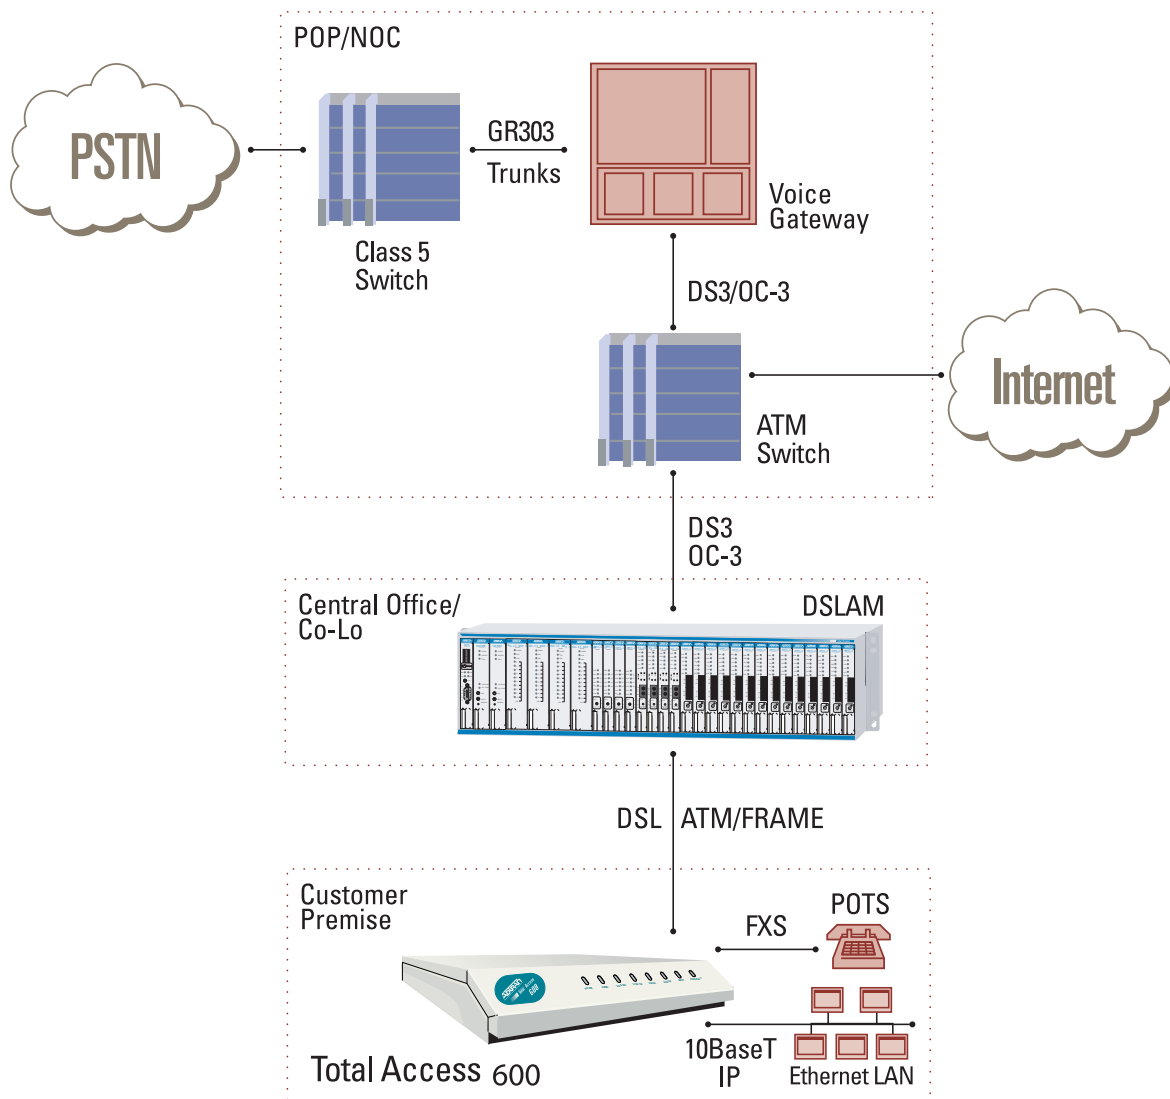 POP/NOC
PSTN
GR303
Trunks
Class 5
Switch
Voice
Gateway
DS3/OC-3
Internet
ATM
Switch
DS3
OC-3
Central Office/
Co-Lo
DSLAM
DSL
ATM/FRAME
Customer
Premise
FXS
POTS
600
10BaseT
IP
Ethernet LAN
Total Access 600